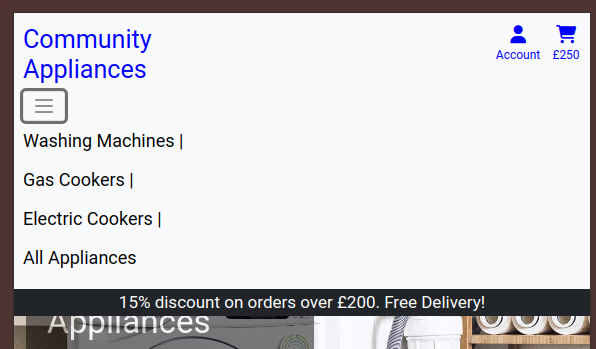 Community
Appliances
Account £250
Washing Machines |
Gas Cookers |
Electric Cookers |
All Appliances
15% discount on orders over £200. Free Delivery!
Appliances